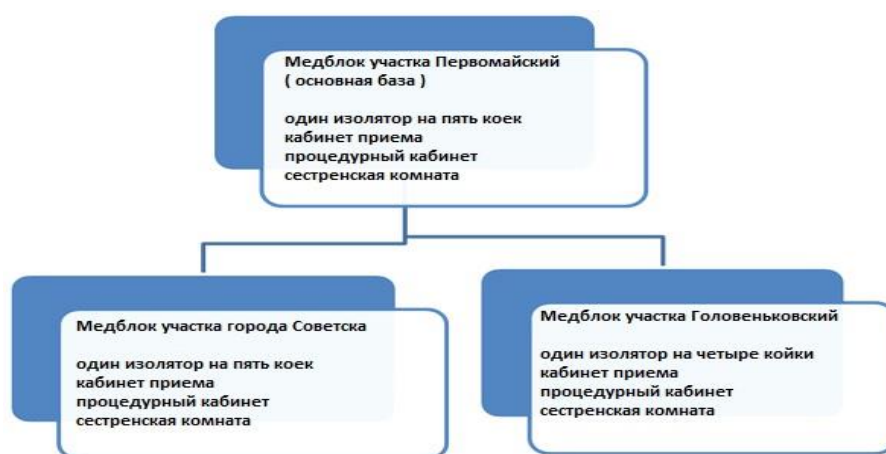 Медблок участка Первомайский
( основная база )
один изолятор на пять коек
кабинет приема
процедурный кабинет
сестренская комната
Медблок участка города Советска
один изолятор на пять коек
кабинет приема
процедурный кабинет
сестренская комната
Медблок участка Головеньковский
один изолятор на четыре койки
кабинет приема
процедурный кабинет
сестренская комната